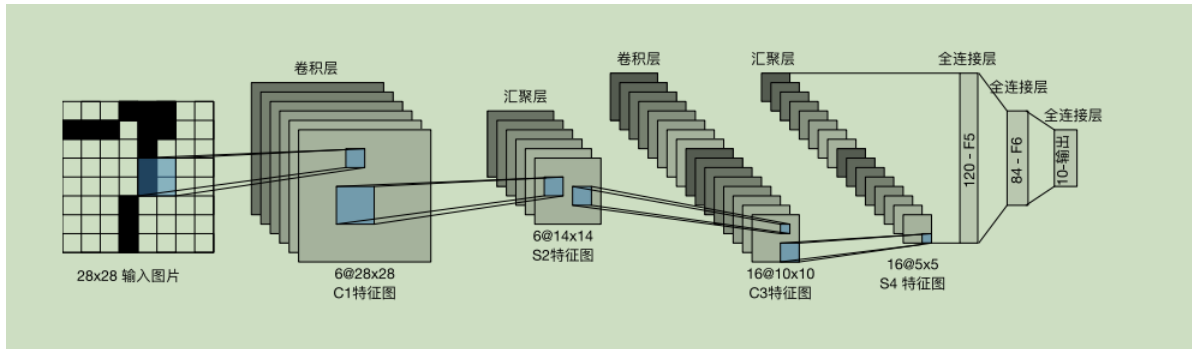 卷积层
汇聚层
卷积层
汇聚层
全连接层
全连接层
全连接层
120 - F5
84 - F6
10-输出
28x28 输入图片
6@28x28
C1特征图
6@14x14
S2特征图
16@10x10
C3特征图
16@5x5
S4 特征图